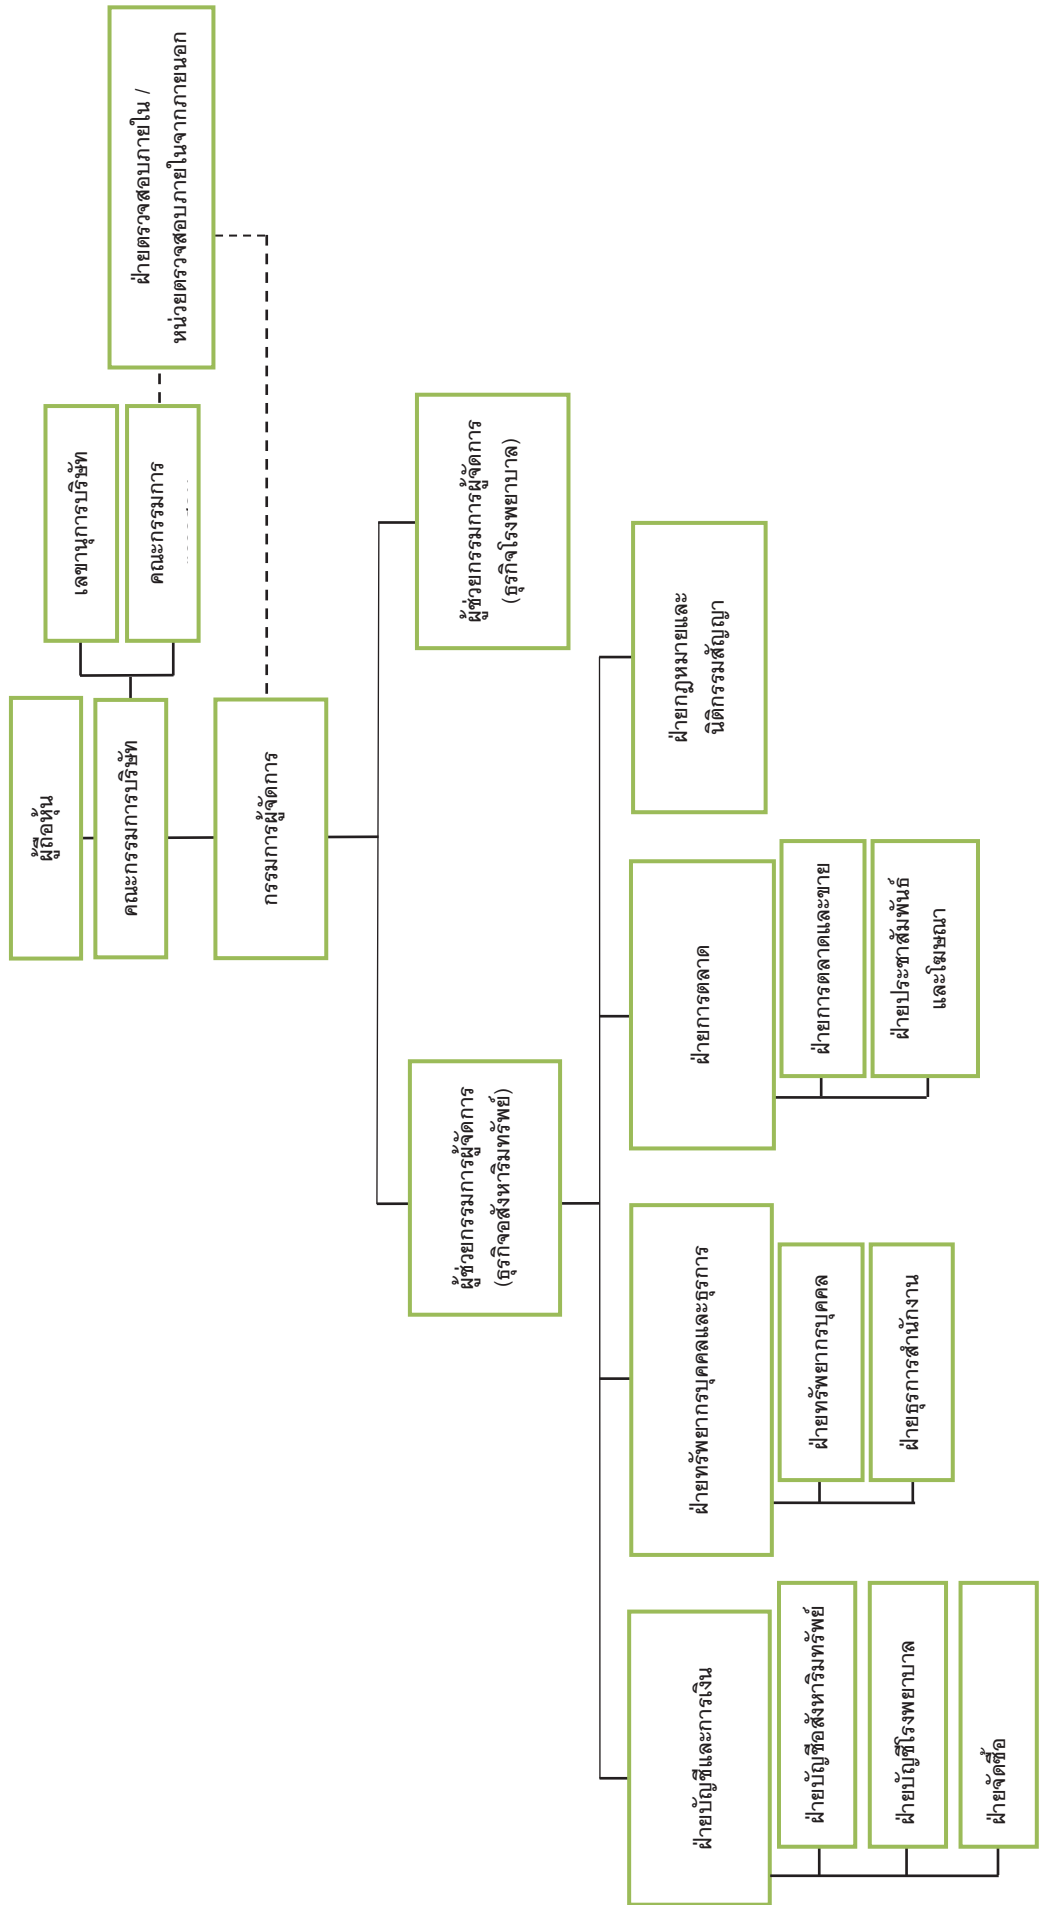 ผู้ถือหุ้น
คณะกรรมการบริษัท
เลขานุการบริษัท
คณะกรรมการ
ฝ่ายตรวจสอบภายใน /
หน่วยตรวจสอบภายในจากภายนอก
กรรมการผู้จัดการ
ผู้ช่วยกรรมการผู้จัดการ
(ธุรกิจอสังหาริมทรัพย์)
ผู้ช่วยกรรมการผู้จัดการ
(ธุรกิจโรงพยาบาล)
ฝ่ายบัญชีและการเงิน
ฝ่ายบัญชีอสังหาริมทรัพย์
ฝ่ายบัญชีโรงพยาบาล
ฝ่ายจัดซื้อ
ฝ่ายทรัพยากรบุคคลและธุรการ
ฝ่ายทรัพยากรบุคคล
ฝ่ายธุรการสำนักงาน
ฝ่ายการตลาด
ฝ่ายการตลาดและขาย
ฝ่ายประชาสัมพันธ์
และโฆษณา
ฝ่ายกฎหมายและ
นิติกรรมสัญญา